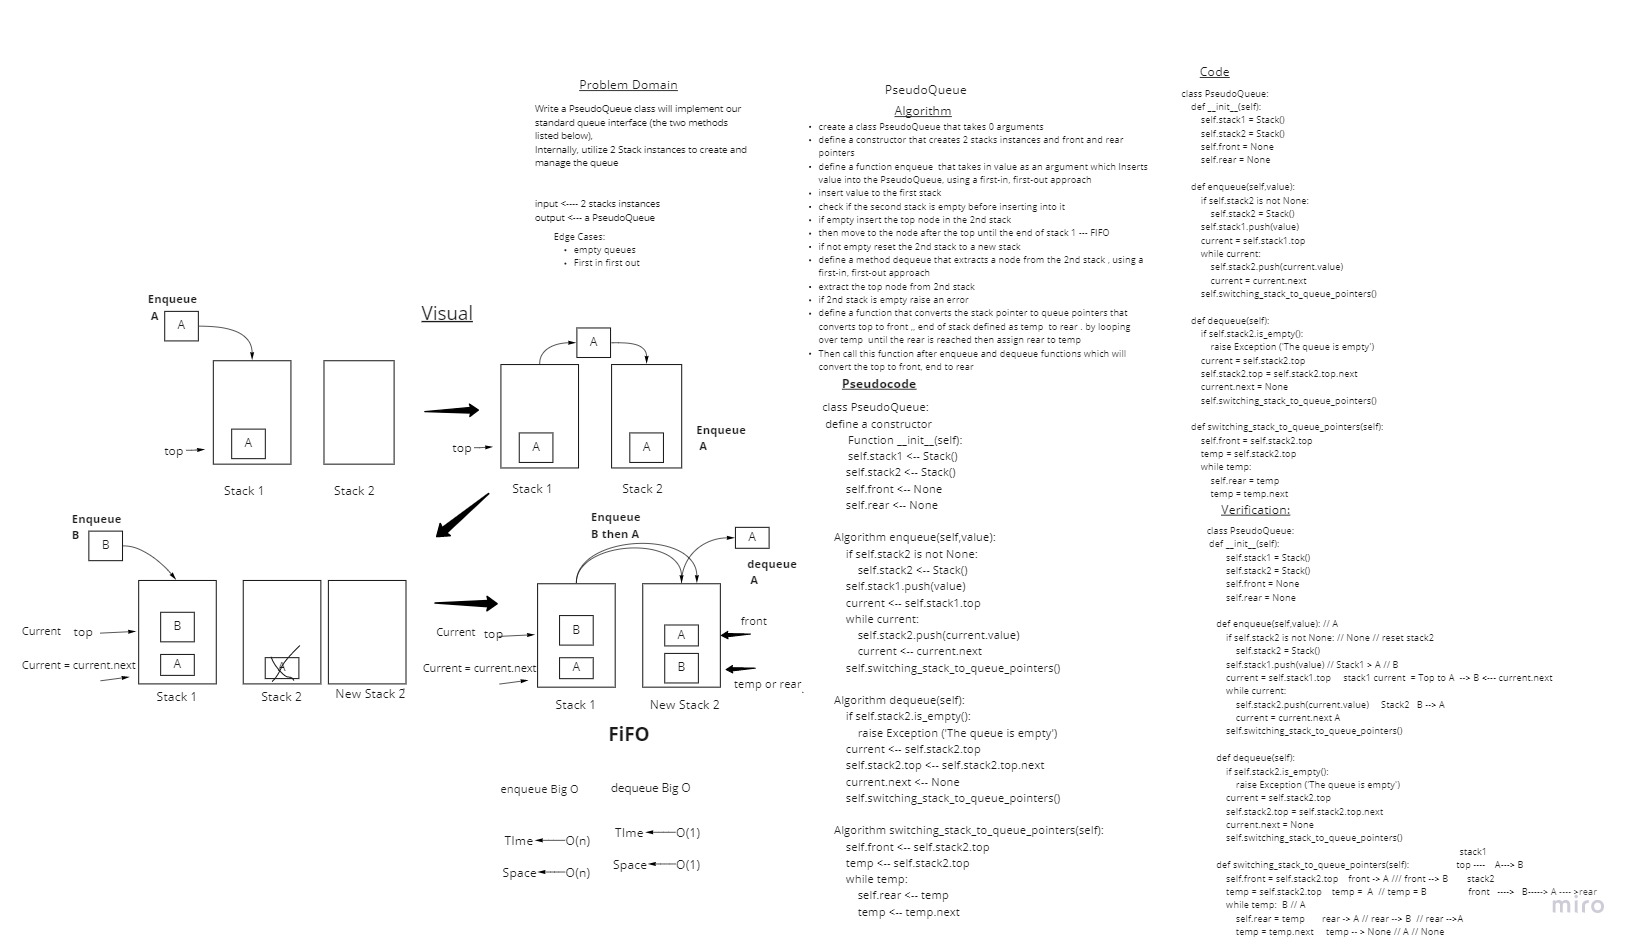 Problem Domain
Write a PseudoQueue class will implement our
standard queue interface (the two methods
listed below),
Internally, utilize 2 Stack instances to create and
manage the queue
input <---- 2 stacks instances
output <--- a PseudoQueue
Edge Cases:
• empty queues
• First in first out
Visual
Enqueue
A
A
A
top
Stack 1
Stack 2
A
A
A
top
Enqueue
A
Stack 1
Stack 2
Enqueue
B
B
B
A
A
Current top
Current = current.next
Stack 1
Stack 2
New Stack 2
Enqueue
B then A
A
dequeue
A
B
A
A
B
Current top
Current = current.next
front
temp or rear
Stack 1
New Stack 2
FiFO
enqueue Big O
dequeue Big O
TIme
O(n)
TIme
O(1)
Space
O(n)
Space
O(1)
PseudoQueue
Algorithm
• create a class PseudoQueue that takes 0 arguments
• define a constructor that creates 2 stacks instances and front and rear
pointers
• define a function enqueue that takes in value as an argument which Inserts
value into the PseudoQueue, using a first-in, first-out approach
• insert value to the first stack
• check if the second stack is empty before inserting into it
• if empty insert the top node in the 2nd stack
• then move to the node after the top until the end of stack 1 --- FIFO
• if not empty reset the 2nd stack to a new stack
• define a method dequeue that extracts a node from the 2nd stack , using a
first-in, first-out approach
• extract the top node from 2nd stack
• if 2nd stack is empty raise an error
• define a function that converts the stack pointer to queue pointers that
converts top to front ,, end of stack defined as temp to rear . by looping
over temp until the rear is reached then assign rear to temp
• Then call this function after enqueue and dequeue functions which will
convert the top to front, end to rear
Pseudocode
class PseudoQueue:
define a constructor
Function __init__(self):
self.stack1 <-- Stack()
self.stack2 <-- Stack()
self.front <-- None
self.rear <-- None
Algorithm enqueue(self,value):
if self.stack2 is not None:
self.stack2 <-- Stack()
self.stack1.push(value)
current <-- self.stack1.top
while current:
self.stack2.push(current.value)
current <-- current.next
self.switching_stack_to_queue_pointers()
Algorithm dequeue(self):
if self.stack2.is_empty():
raise Exception ('The queue is empty')
current <-- self.stack2.top
self.stack2.top <-- self.stack2.top.next
current.next <-- None
self.switching_stack_to_queue_pointers()
Algorithm switching_stack_to_queue_pointers(self):
self.front <-- self.stack2.top
temp <-- self.stack2.top
while temp:
self.rear <-- temp
temp <-- temp.next
Code
class PseudoQueue:
def __init__(self):
self.stack1 = Stack()
self.stack2 = Stack()
self.front = None
self.rear = None
def enqueue(self,value):
if self.stack2 is not None:
self.stack2 = Stack()
self.stack1.push(value)
current = self.stack1.top
while current:
self.stack2.push(current.value)
current = current.next
self.switching_stack_to_queue_pointers()
def dequeue(self):
if self.stack2.is_empty():
raise Exception ('The queue is empty')
current = self.stack2.top
self.stack2.top = self.stack2.top.next
current.next = None
self.switching_stack_to_queue_pointers()
def switching_stack_to_queue_pointers(self):
self.front = self.stack2.top
temp = self.stack2.top
while temp:
self.rear = temp
temp = temp.next
Verification:
class PseudoQueue:
def __init__(self):
self.stack1 = Stack()
self.stack2 = Stack()
self.front = None
self.rear = None
def enqueue(self,value): // A
if self.stack2 is not None: // None // reset stack2
self.stack2 = Stack()
self.stack1.push(value) // Stack1 > A // B
current = self.stack1.top stack1 current = Top to A --> B <--- current.next
while current:
self.stack2.push(current.value) Stack2 B --> A
current = current.next A
self.switching_stack_to_queue_pointers()
def dequeue(self):
if self.stack2.is_empty():
raise Exception ('The queue is empty')
current = self.stack2.top
self.stack2.top = self.stack2.top.next
current.next = None
self.switching_stack_to_queue_pointers()
stack1
def switching_stack_to_queue_pointers(self): top ---- A---> B
self.front = self.stack2.top front -> A /// front --> B stack2
temp = self.stack2.top temp = A // temp = B front ----> B-----> A ---->rear
while temp: B // A
self.rear = temp rear -> A // rear --> B // rear -->A
temp = temp.next temp -- > None // A // None
miro